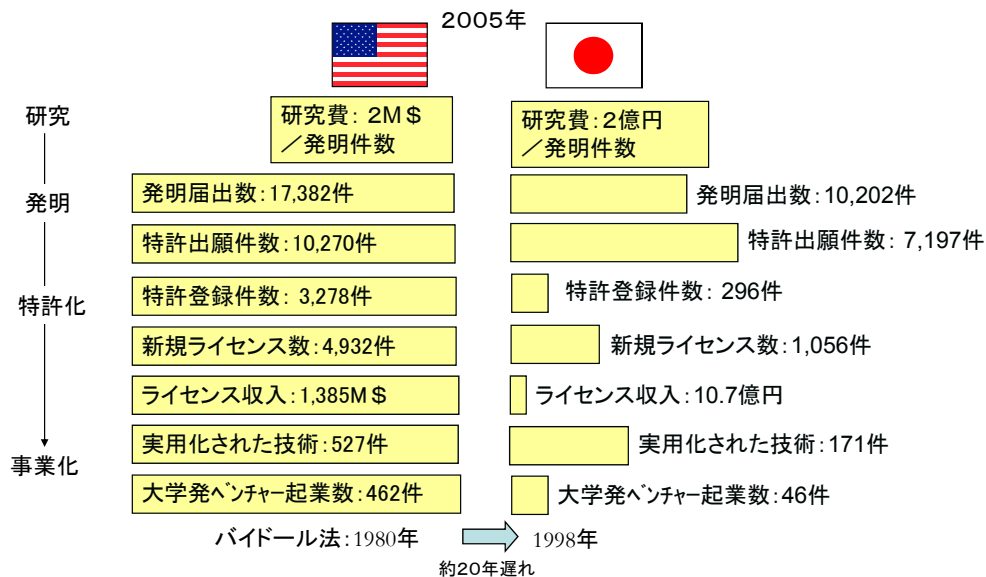 ２００５年
研究
研究費：２Ｍ＄
／発明件数
研究費：２億円
／発明件数
発明
発明届出数：17,382件
発明届出数：10,202件
特許出願件数：10,270件
特許出願件数：7,197件
特許化
特許登録件数：3,278件
特許登録件数：296件
新規ライセンス数：4,932件
新規ライセンス数：1,056件
ライセンス収入：1,385M＄
ライセンス収入：10.7億円
事業化
実用化された技術：527件
実用化された技術：171件
大学発ﾍﾞﾝﾁｬー起業数：462件
大学発ﾍﾞﾝﾁｬー起業数：46件
バイドール法：1980年
1998年
約２０年遅れ